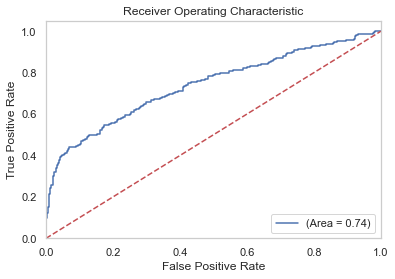 Receiver Operating Characteristic
True Positive Rate
1.0
0.8
0.6
0.4
0.2
0.0
(Area = 0.74)
0.0 0.2 0.4 0.6 0.8 1.0
False Positive Rate